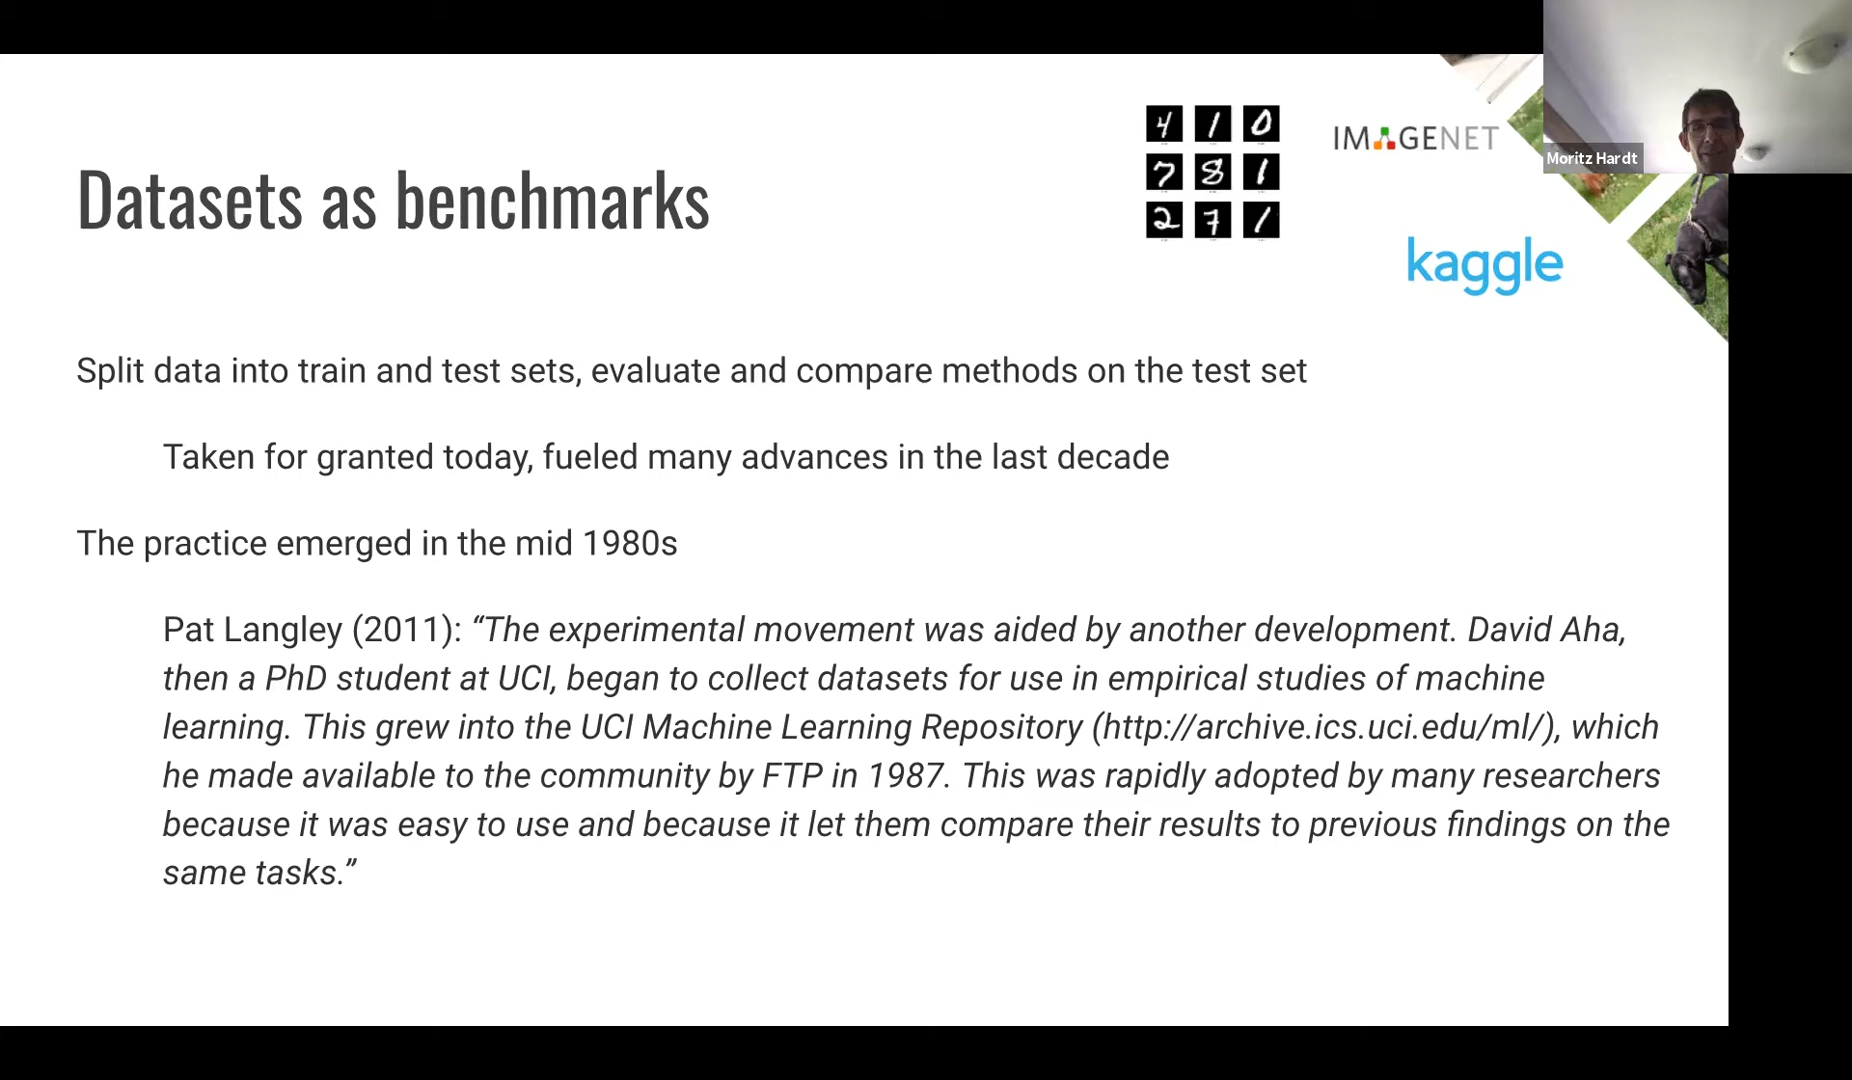 4 1 0
IMAGENET
7 8 1
Moritz Hardt
2 7 1
Datasets as benchmarks
kaggle
Split data into train and test sets, evaluate and compare methods on the test set
Taken for granted today, fueled many advances in the last decade
The practice emerged in the mid 1980s
Pat Langley (2011): “The experimental movement was aided by another development. David Aha,
then a PhD student at UCI, began to collect datasets for use in empirical studies of machine
learning. This grew into the UCI Machine Learning Repository (http://archive.ics.uci.edu/ml/), which
he made available to the community by FTP in 1987. This was rapidly adopted by many researchers
because it was easy to use and because it let them compare their results to previous findings on the
same tasks.”